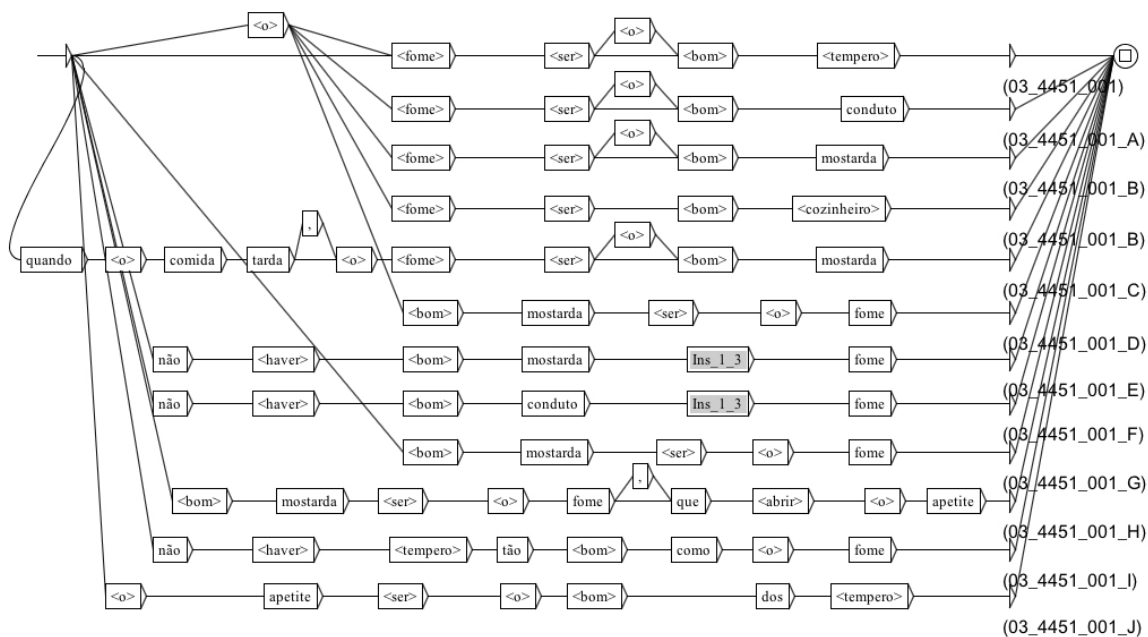 <o>
<fome> <ser> <o> <bom> <tempero>
(03_4451_001)
<fome> <ser> <o> <bom> conduto
(03_4451_001_A)
<fome> <ser> <o> <bom> mostarda
(03_4451_001_B)
<fome> <ser> <bom> <cozinheiro>
(03_4451_001_B)
quando <o> comida tarda , <o> <fome> <ser> <o> <bom> mostarda
(03_4451_001_C)
<bom> mostarda <ser> <o> fome
(03_4451_001_D)
não <haver> <bom> mostarda Ins_1_3 fome
(03_4451_001_E)
não <haver> <bom> conduto Ins_1_3 fome
(03_4451_001_F)
<bom> mostarda <ser> <o> fome
(03_4451_001_G)
<bom> mostarda <ser> <o> fome , que <abrir> <o> apetite
(03_4451_001_H)
não <haver> <tempero> tão <bom> como <o> fome
(03_4451_001_I)
<o> apetite <ser> <o> <bom> dos <tempero>
(03_4451_001_J)